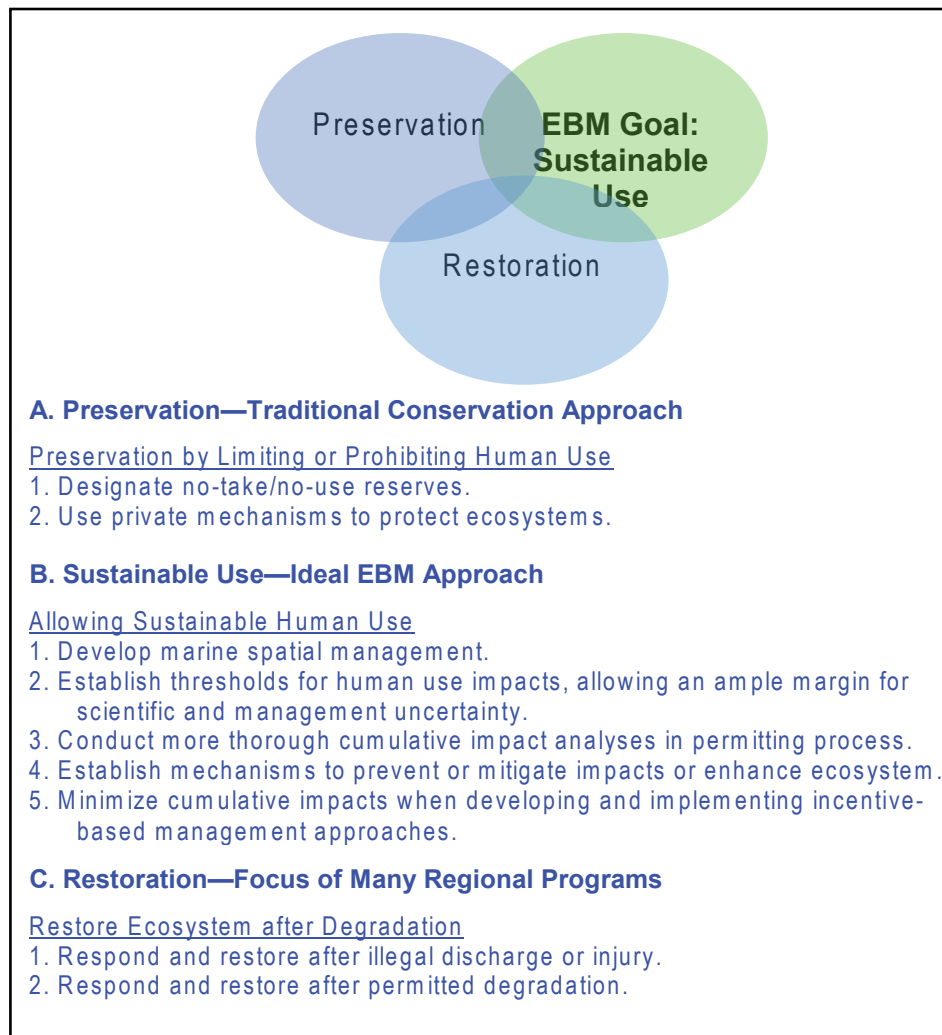 Preservation
EBM Goal:
Sustainable
Use
Restoration
A. Preservation—Traditional Conservation Approach
Preservation by Limiting or Prohibiting Human Use
1. Designate no-take/no-use reserves.
2. Use private mechanisms to protect ecosystems.
B. Sustainable Use—Ideal EBM Approach
Allowing Sustainable Human Use
1. Develop marine spatial management.
2. Establish thresholds for human use impacts, allowing an ample margin for
scientific and management uncertainty.
3. Conduct more thorough cumulative impact analyses in permitting process.
4. Establish mechanisms to prevent or mitigate impacts or enhance ecosystem.
5. Minimize cumulative impacts when developing and implementing incentive-
based management approaches.
C. Restoration—Focus of Many Regional Programs
Restore Ecosystem after Degradation
1. Respond and restore after illegal discharge or injury.
2. Respond and restore after permitted degradation.